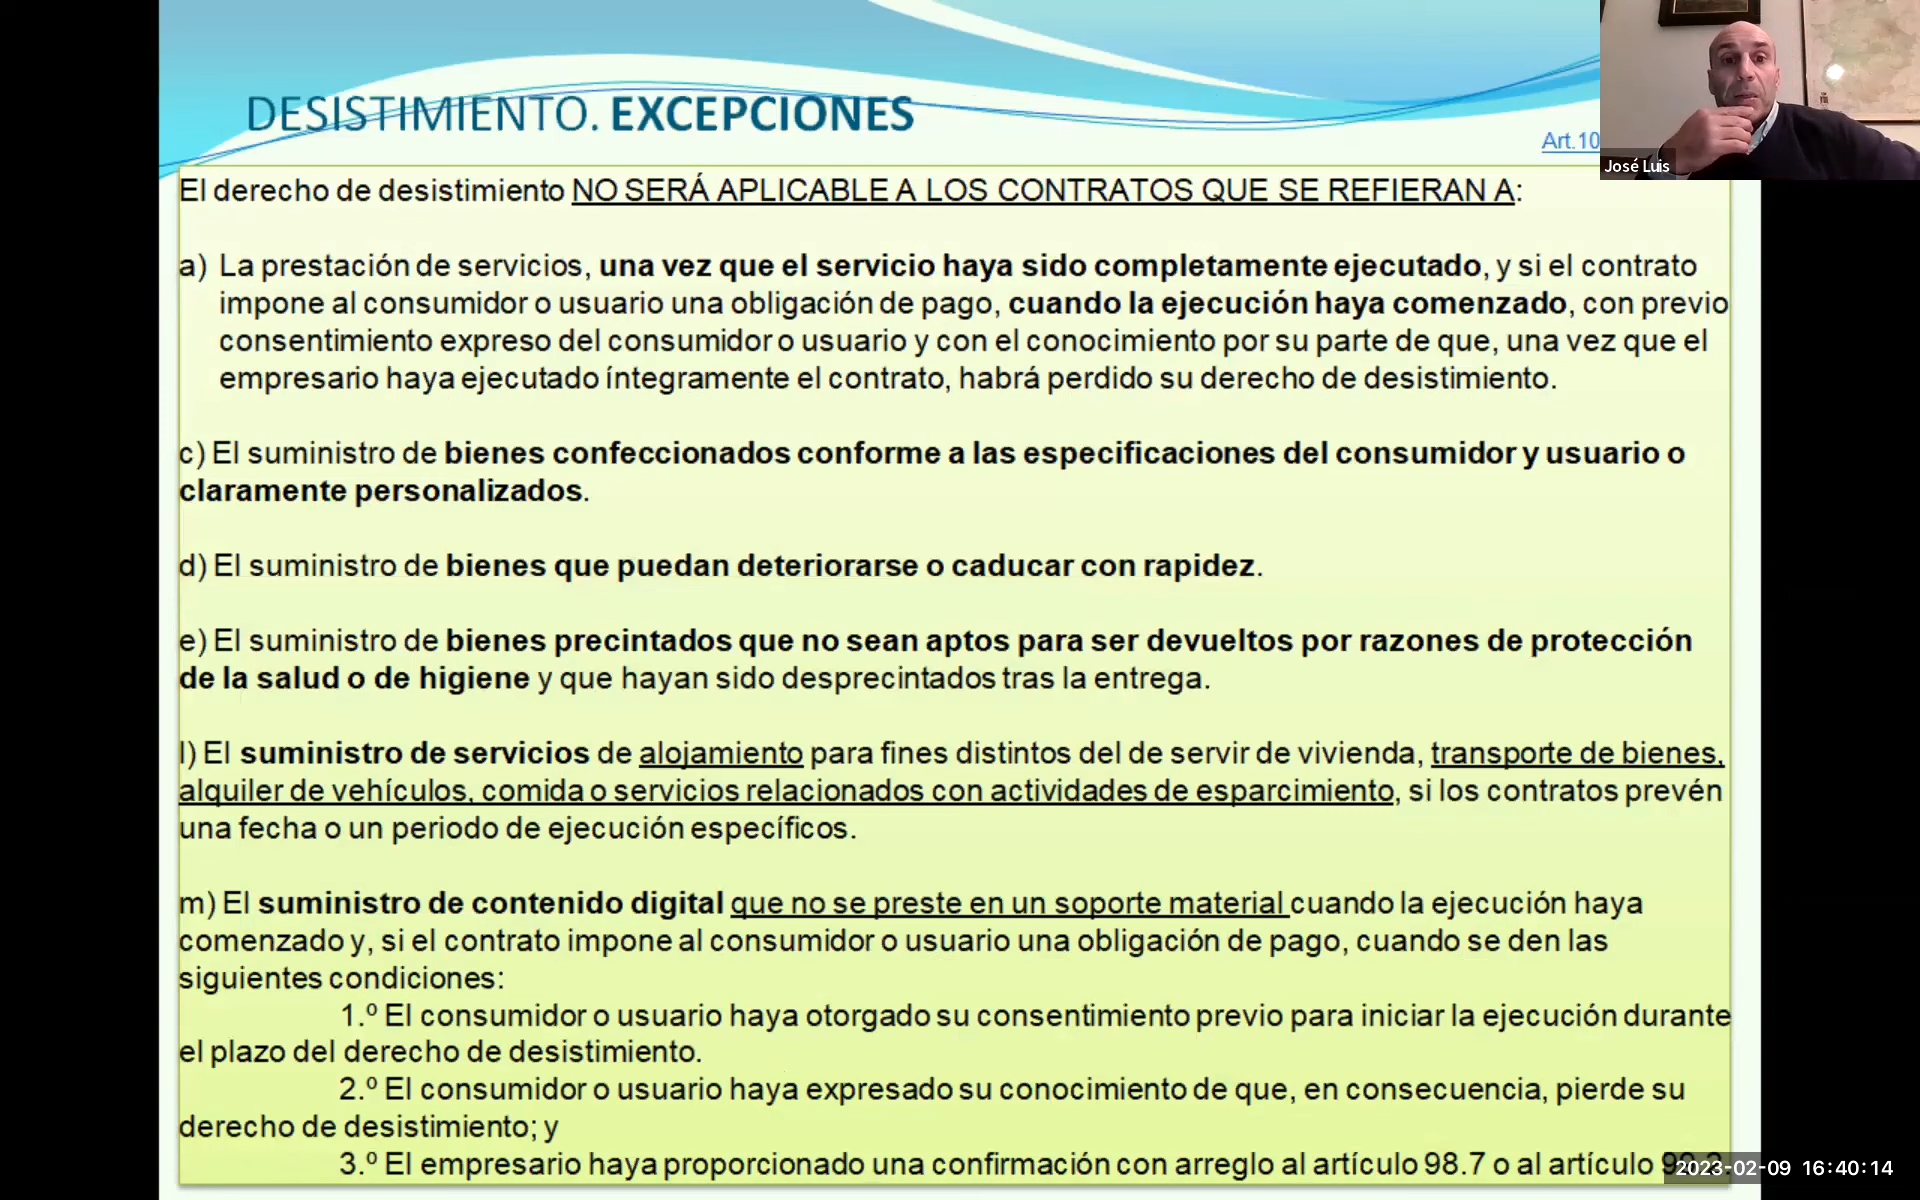 DESISTIMIENTO. EXCEPCIONES
Art.10
José Luis
El derecho de desistimiento NO SERÁ APLICABLE A LOS CONTRATOS QUE SE REFIERAN A:
a) La prestación de servicios, una vez que el servicio haya sido completamente ejecutado, y si el contrato
impone al consumidor o usuario una obligación de pago, cuando la ejecución haya comenzado, con previo
consentimiento expreso del consumidor o usuario y con el conocimiento por su parte de que, una vez que el
empresario haya ejecutado íntegramente el contrato, habrá perdido su derecho de desistimiento.
c) El suministro de bienes confeccionados conforme a las especificaciones del consumidor y usuario o
claramente personalizados.
d) El suministro de bienes que puedan deteriorarse o caducar con rapidez.
e) El suministro de bienes precintados que no sean aptos para ser devueltos por razones de protección
de la salud o de higiene y que hayan sido desprecintados tras la entrega.
l) El suministro de servicios de alojamiento para fines distintos del de servir de vivienda, transporte de bienes,
alquiler de vehículos, comida o servicios relacionados con actividades de esparcimiento, si los contratos prevén
una fecha o un periodo de ejecución específicos.
m) El suministro de contenido digital que no se preste en un soporte material cuando la ejecución haya
comenzado y, si el contrato impone al consumidor o usuario una obligación de pago, cuando se den las
siguientes condiciones:
1.º El consumidor o usuario haya otorgado su consentimiento previo para iniciar la ejecución durante
el plazo del derecho de desistimiento.
2.º El consumidor o usuario haya expresado su conocimiento de que, en consecuencia, pierde su
derecho de desistimiento; y
3.º El empresario haya proporcionado una confirmación con arreglo al artículo 98.7 o al artículo
2023-02-09 16:40:14